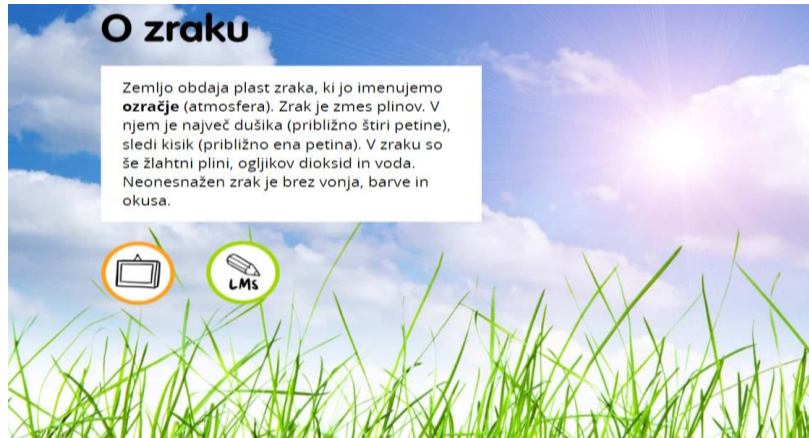 O zraku
Zemljo obdaja plast zraka, ki jo imenujemo
ozračje (atmosfera). Zrak je zmes plinov. V
njem je največ dušika (približno štiri petine),
sledi kisik (približno ena petina). V zraku so
še žlahtni plini, ogljikov dioksid in voda.
Neonesnažen zrak je brez vonja, barve in
okusa.
LMs